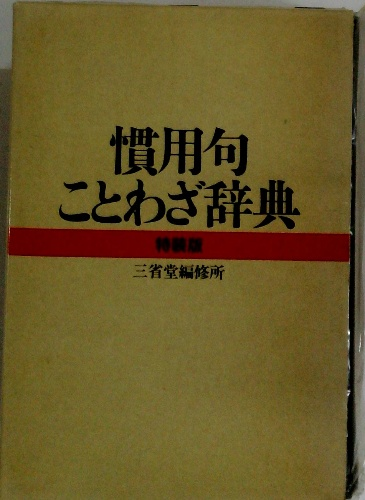 慣用句
ことわざ辞典
特装版
三省堂編修所